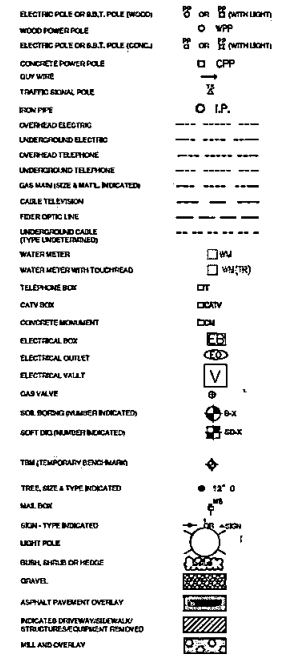 ELECTRIC POLE OR S.B.T. POLE (WOOD) PP OR PP (WITH LIGHT)
WOOD POWER POLE WPP
ELECTRIC POLE OR S.B.T. POLE (CONC.) PP OR PP (WITH LIGHT)
CONCRETE POWER POLE CPP
GUY WIRE
TRAFFIC SIGNAL POLE TS
IRON PIPE I.P.
OVERHEAD ELECTRIC
UNDERGROUND ELECTRIC
OVERHEAD TELEPHONE
UNDERGROUND TELEPHONE
GAS MAIN (SIZE & MAT'L. INDICATED)
CABLE TELEVISION
FIBER OPTIC LINE
UNDERGROUND CABLE
(TYPE UNDETERMINED)
WATER METER WM
WATER METER WITH TOUCHREAD WM(TR)
TELEPHONE BOX T
CATV BOX CATV
CONCRETE MONUMENT CM
ELECTRICAL BOX EB
ELECTRICAL OUTLET EO
ELECTRICAL VAULT V
GAS VALVE
SOIL BORING (NUMBER INDICATED) B-X
SOFT DIG (NUMBER INDICATED) SD-X
TBM (TEMPORARY BENCHMARK)
TREE, SIZE & TYPE INDICATED 12" O
MAIL BOX MB
SIGN - TYPE INDICATED OR SIGN
LIGHT POLE
BUSH, SHRUB OR HEDGE
GRAVEL
ASPHALT PAVEMENT OVERLAY
INDICATES DRIVEWAY/SIDEWALK/
STRUCTURES/EQUIPMENT REMOVED
MILL AND OVERLAY